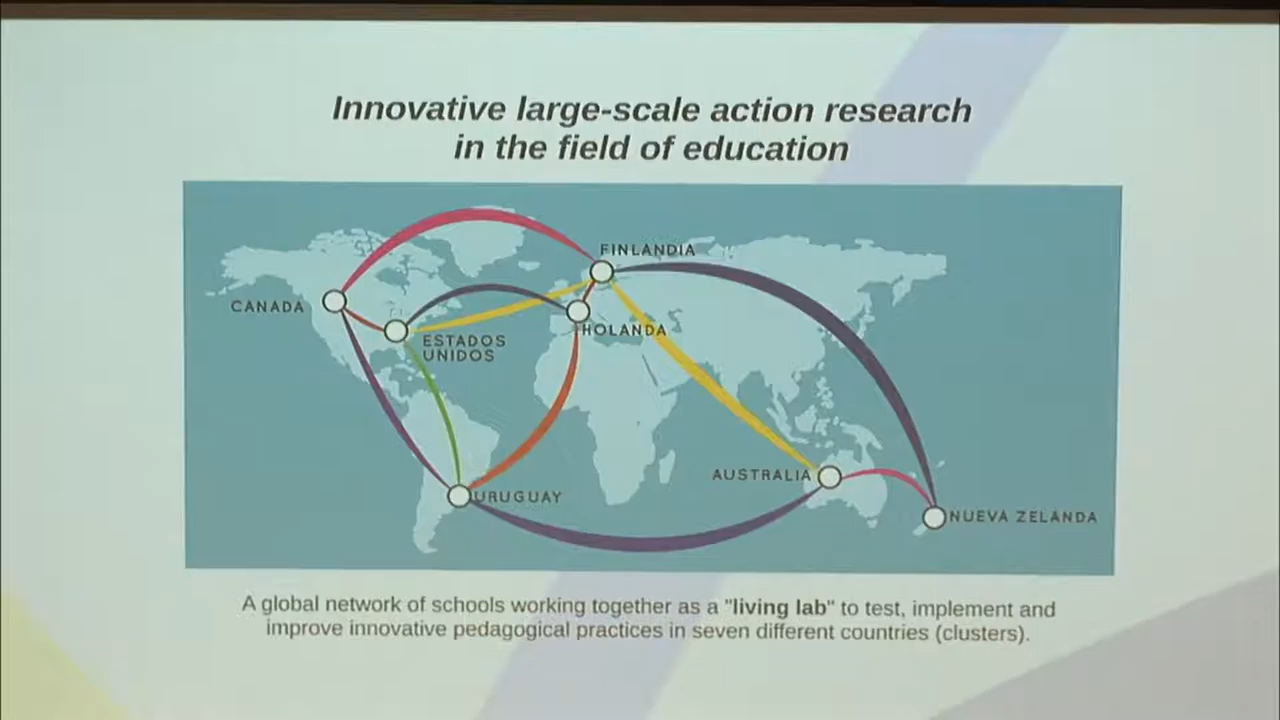 Innovative large-scale action research
in the field of education
FINLANDIA
CANADA
HOLANDA
ESTADOS
UNIDOS
AUSTRALIA
URUGUAY
NUEVA ZELANDA
A global network of schools working together as a "living lab" to test, implement and
improve innovative pedagogical practices in seven different countries (clusters).